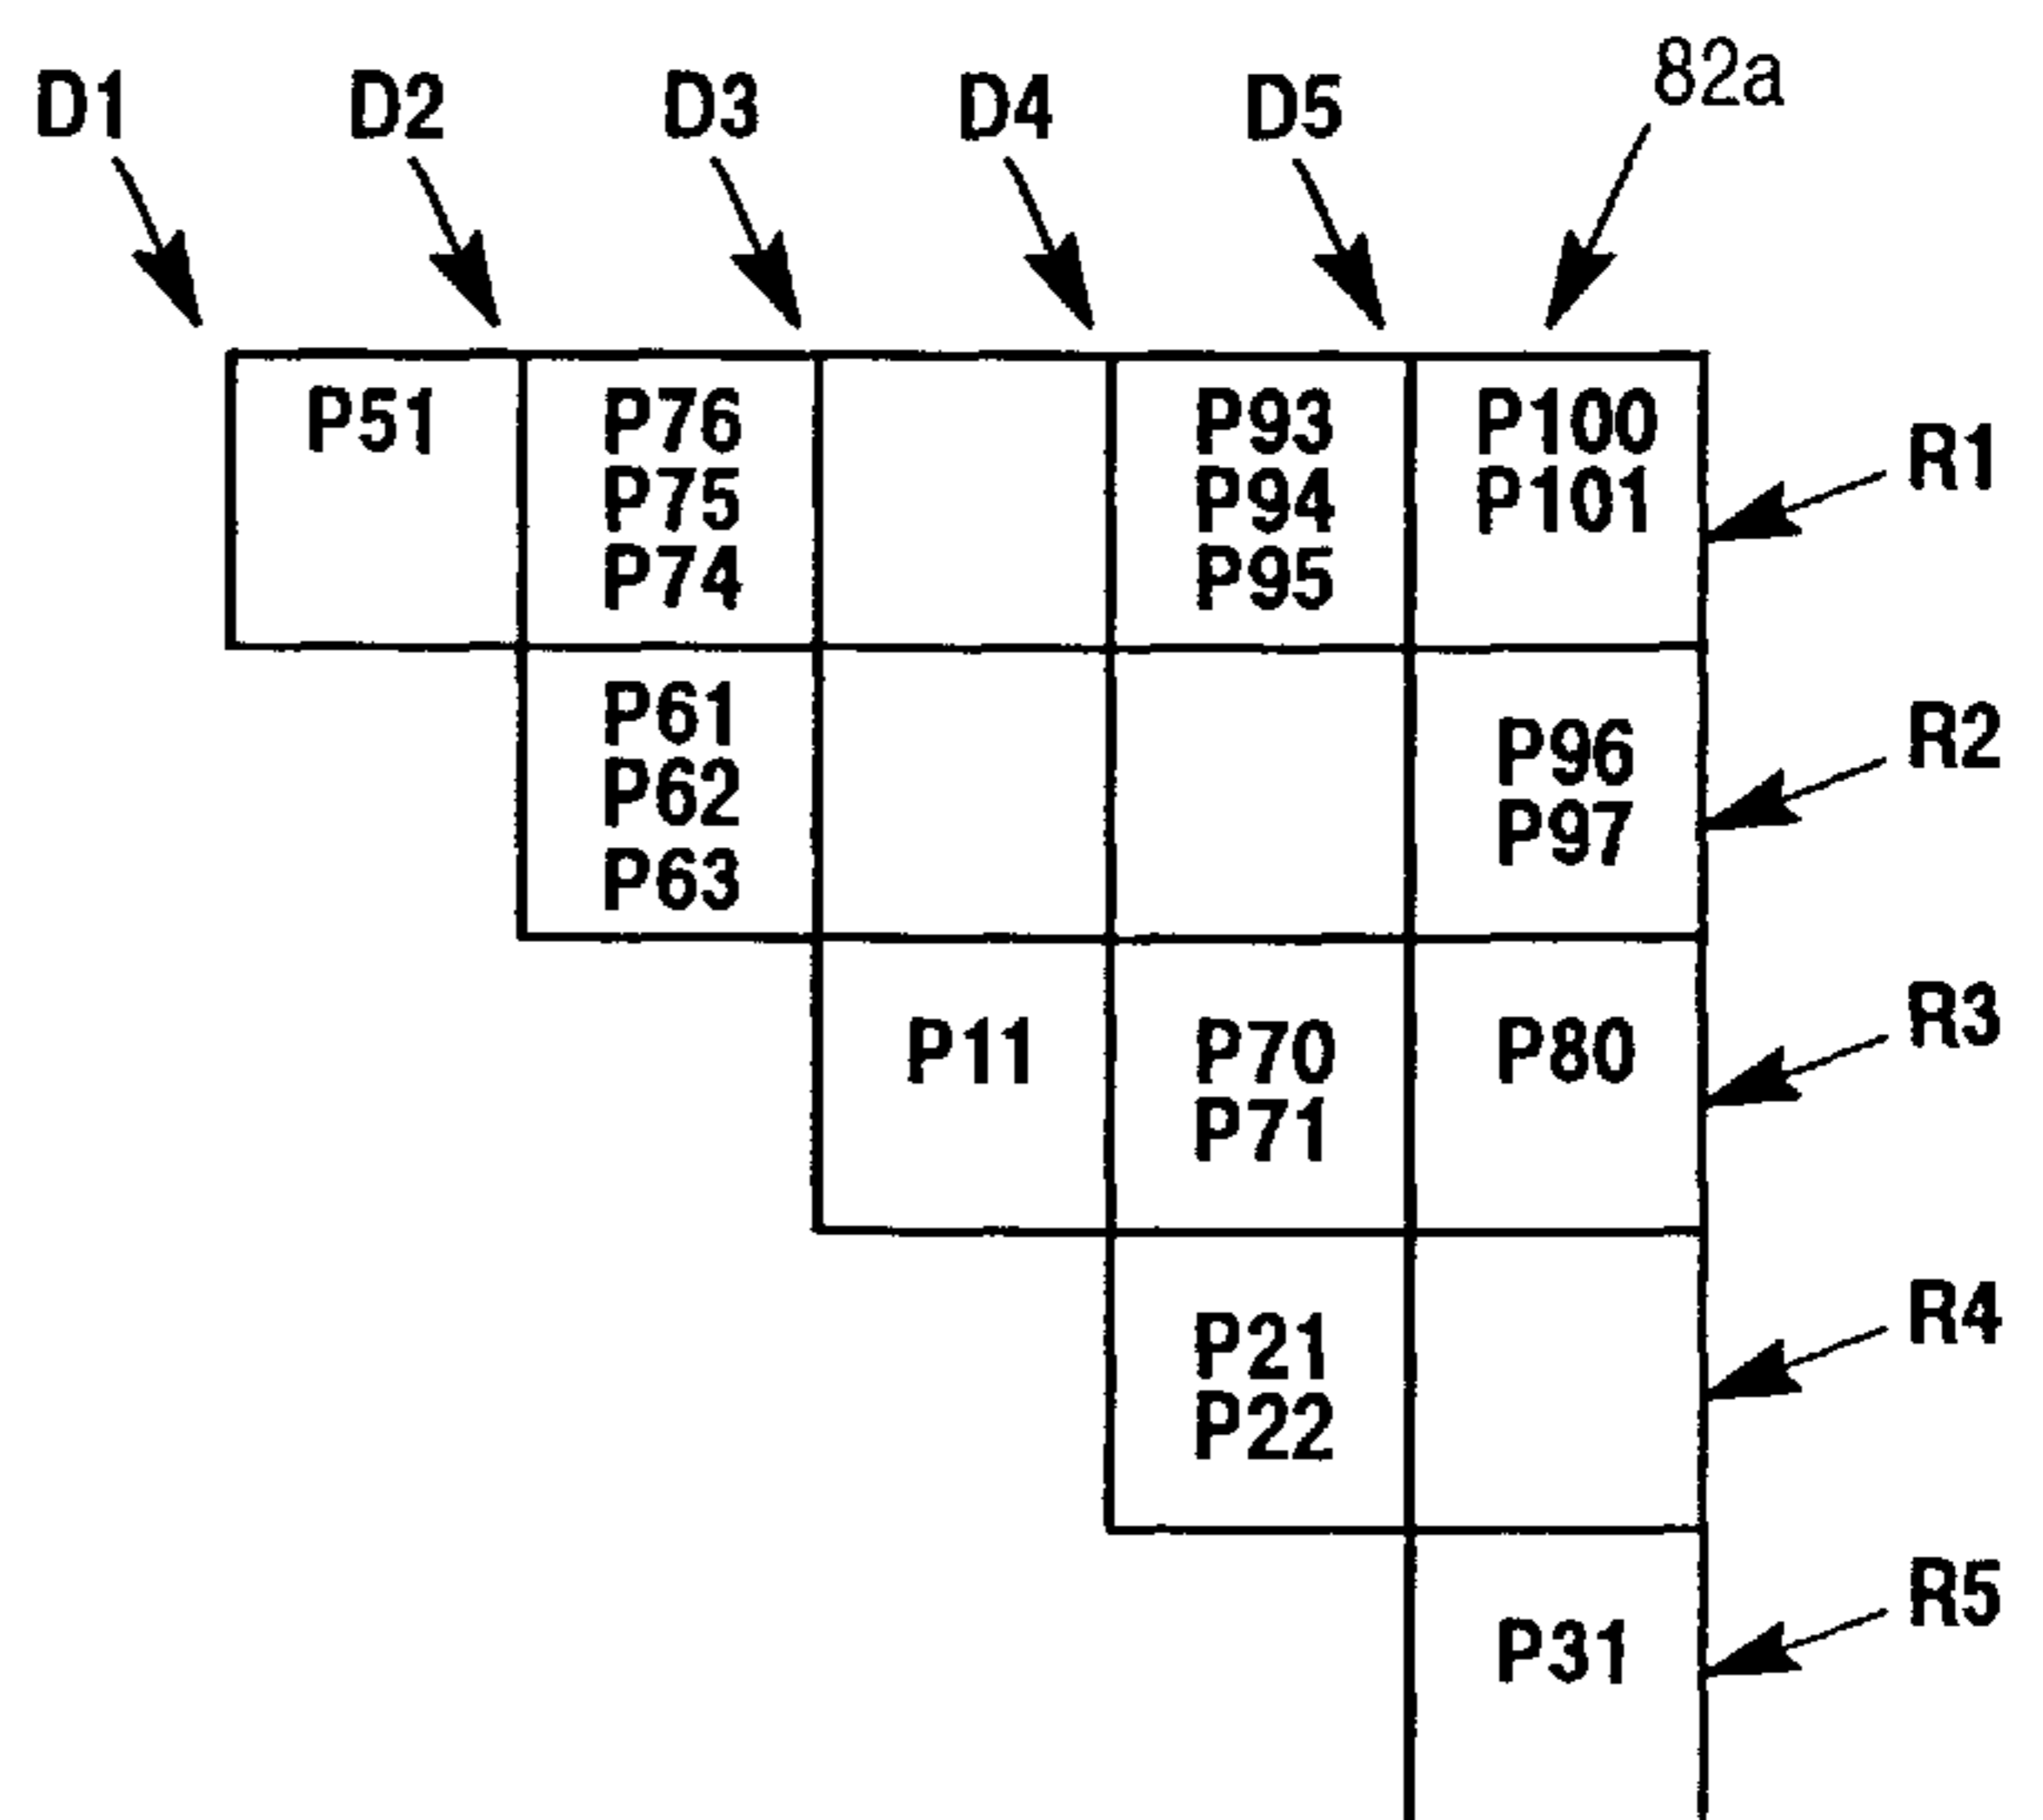 D1 D2 D3 D4 D5 82a
P51 P76 P93 P100 R1
P75 P94 P101
P74 P95
P61 R2
P62 P96
P63 P97
P11 P70 P80 R3
P71
P21 R4
P22
P31 R5